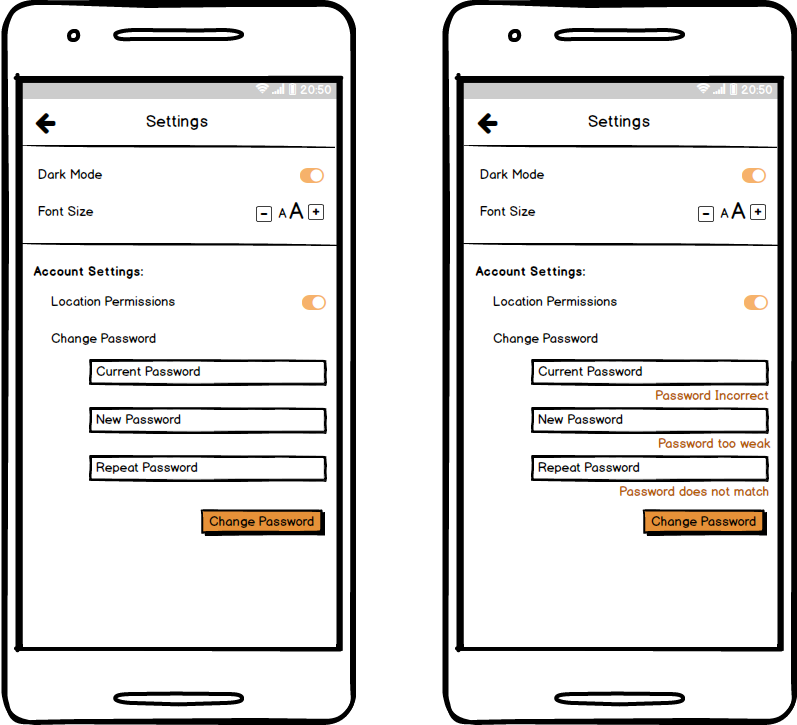 20:50
Settings
Dark Mode
Font Size - A A +
Account Settings:
Location Permissions
Change Password
Current Password
New Password
Repeat Password
Change Password
20:50
Settings
Dark Mode
Font Size - A A +
Account Settings:
Location Permissions
Change Password
Current Password
Password Incorrect
New Password
Password too weak
Repeat Password
Password does not match
Change Password